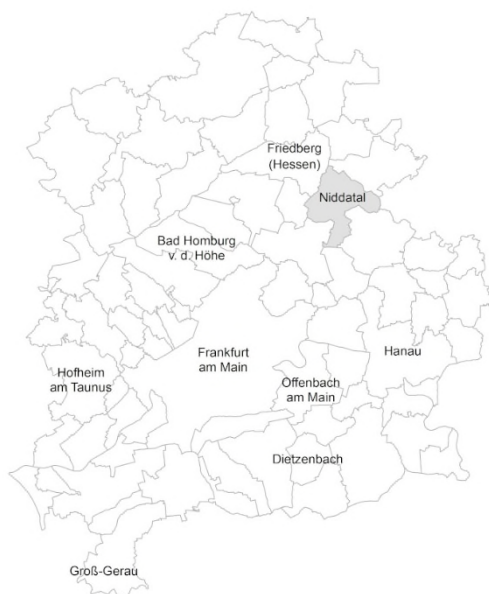 Friedberg
(Hessen)
Niddatal
Bad Homburg
v. d. Höhe
Frankfurt
am Main
Hanau
Hofheim
am Taunus
Offenbach
am Main
Dietzenbach
Groß-Gerau